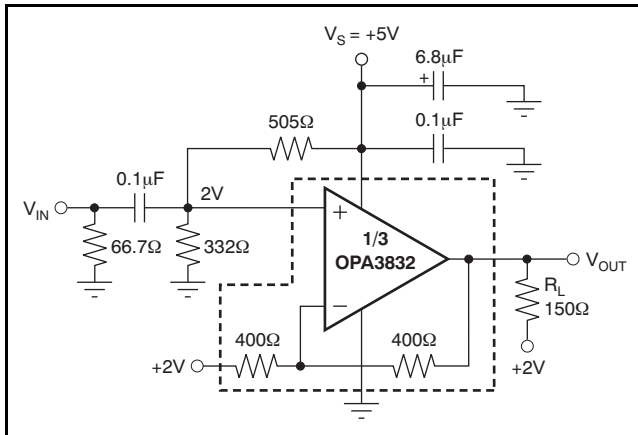 V_S = +5V
6.8µF
+
505Ω
0.1µF
0.1µF
2V
V_IN
+
1/3
OPA3832
66.7Ω
332Ω
V_OUT
−
R_L
150Ω
400Ω
400Ω
+2V
+2V